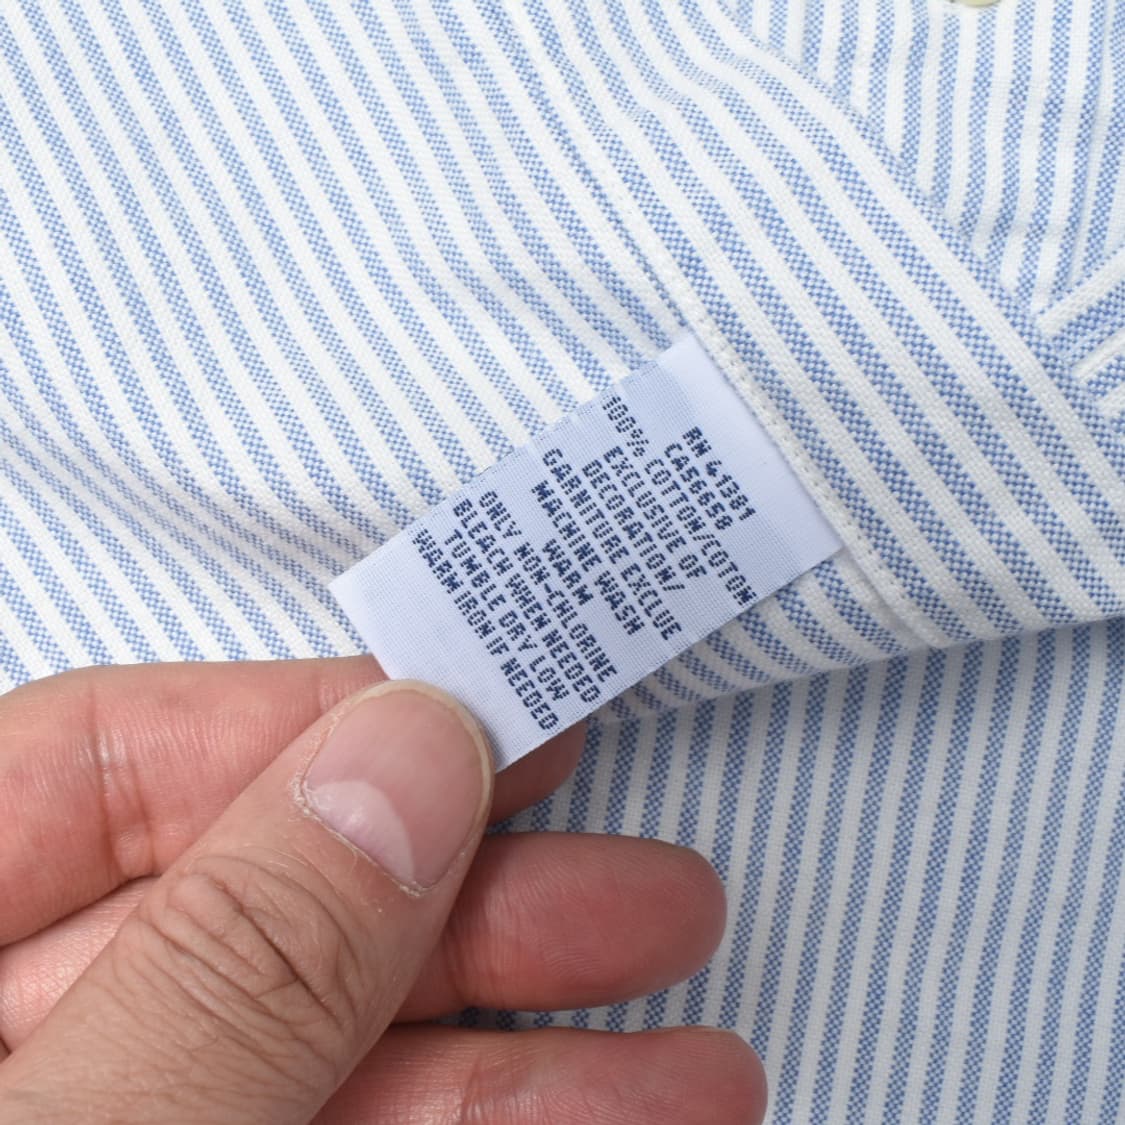 RN 41381
CA56658
100% COTTON/COTON
EXCLUSIVE OF
DECORATION/
GARNITURE EXCLUE
MACHINE WASH
WARM
ONLY NON-CHLORINE
BLEACH WHEN NEEDED
TUMBLE DRY LOW
WARM IRON IF NEEDED